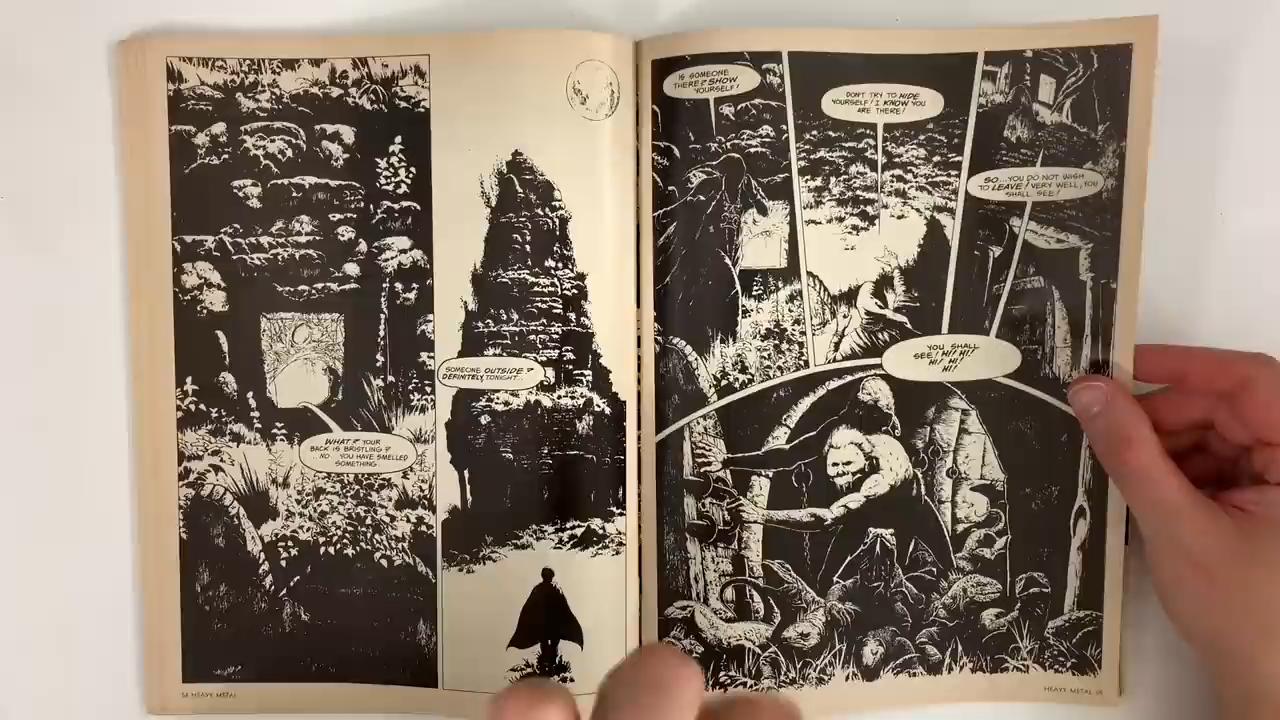 WHAT? YOUR
BACK IS BRISTLING?
...NO...YOU HAVE SMELLED
SOMETHING.
SOMEONE OUTSIDE?
DEFINITELY, TONIGHT...
HEAVY METAL
IS SOMEONE
THERE? SHOW
YOURSELF!
DON'T TRY TO HIDE
YOURSELF! I KNOW YOU
ARE THERE!
SO...YOU DO NOT WISH
TO LEAVE! VERY WELL, YOU
SHALL SEE!
YOU SHALL
SEE! HI! HI!
HI! HI!
HI!
HEAVY METAL